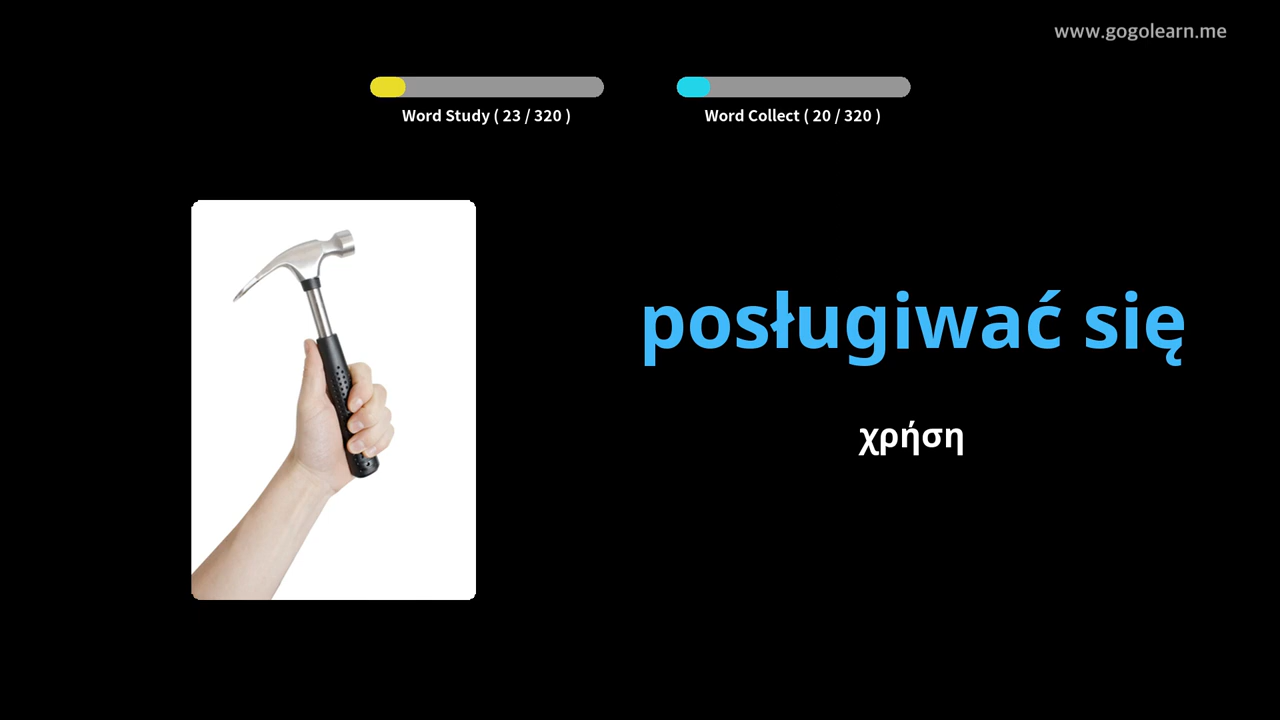 www.gogolearn.me
Word Study ( 23 / 320 )
Word Collect ( 20 / 320 )
posługiwać się
χρήση